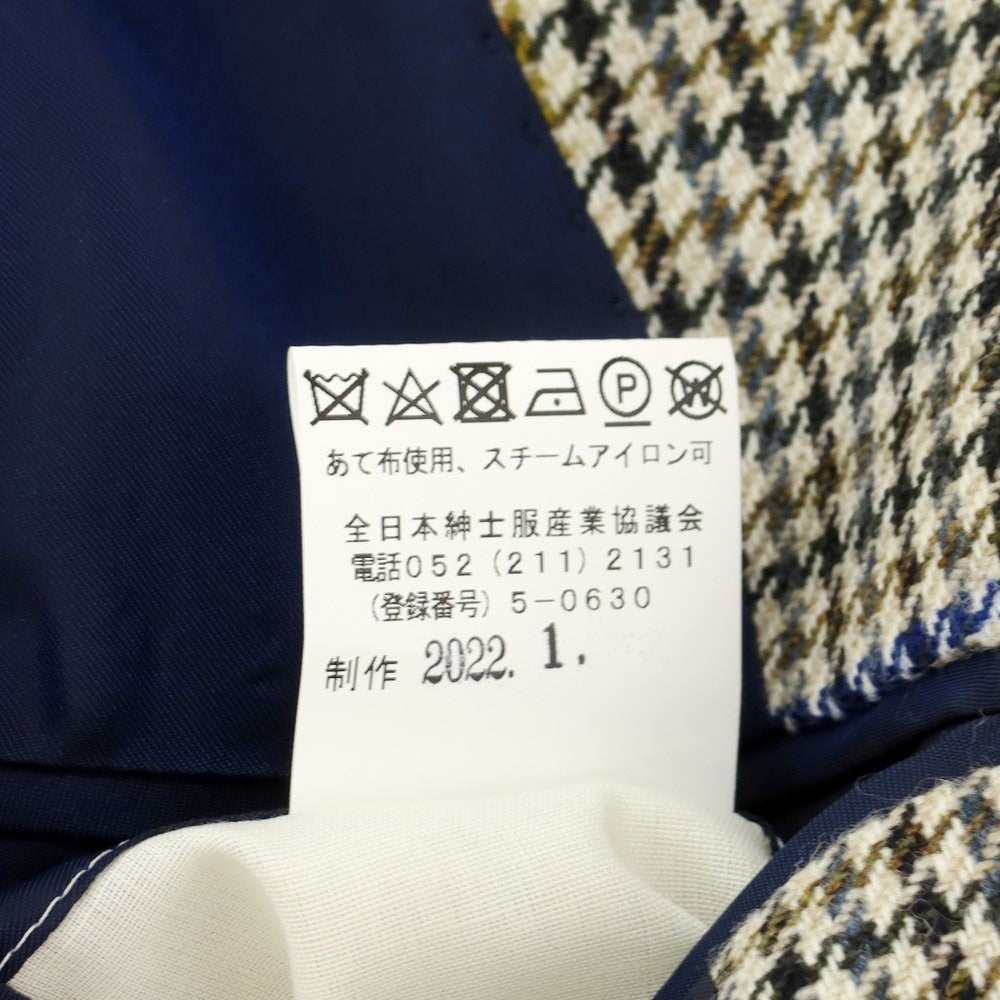 P W
あて布使用、スチームアイロン可
全日本紳士服産業協議会
電話052(211)2131
(登録番号)5-0630
制作 2022. 1.